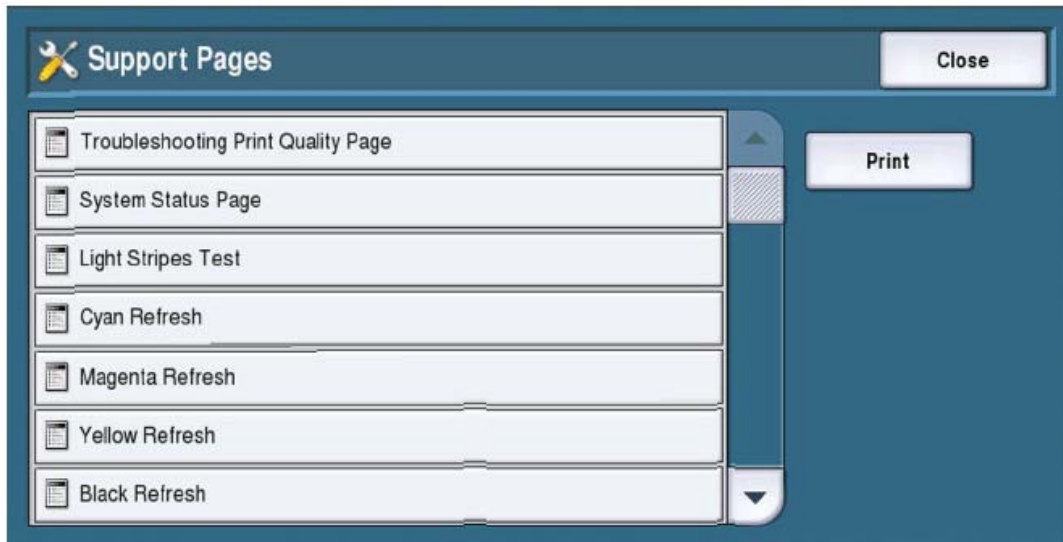 Support Pages
Close
Troubleshooting Print Quality Page
Print
System Status Page
Light Stripes Test
Cyan Refresh
Magenta Refresh
Yellow Refresh
Black Refresh